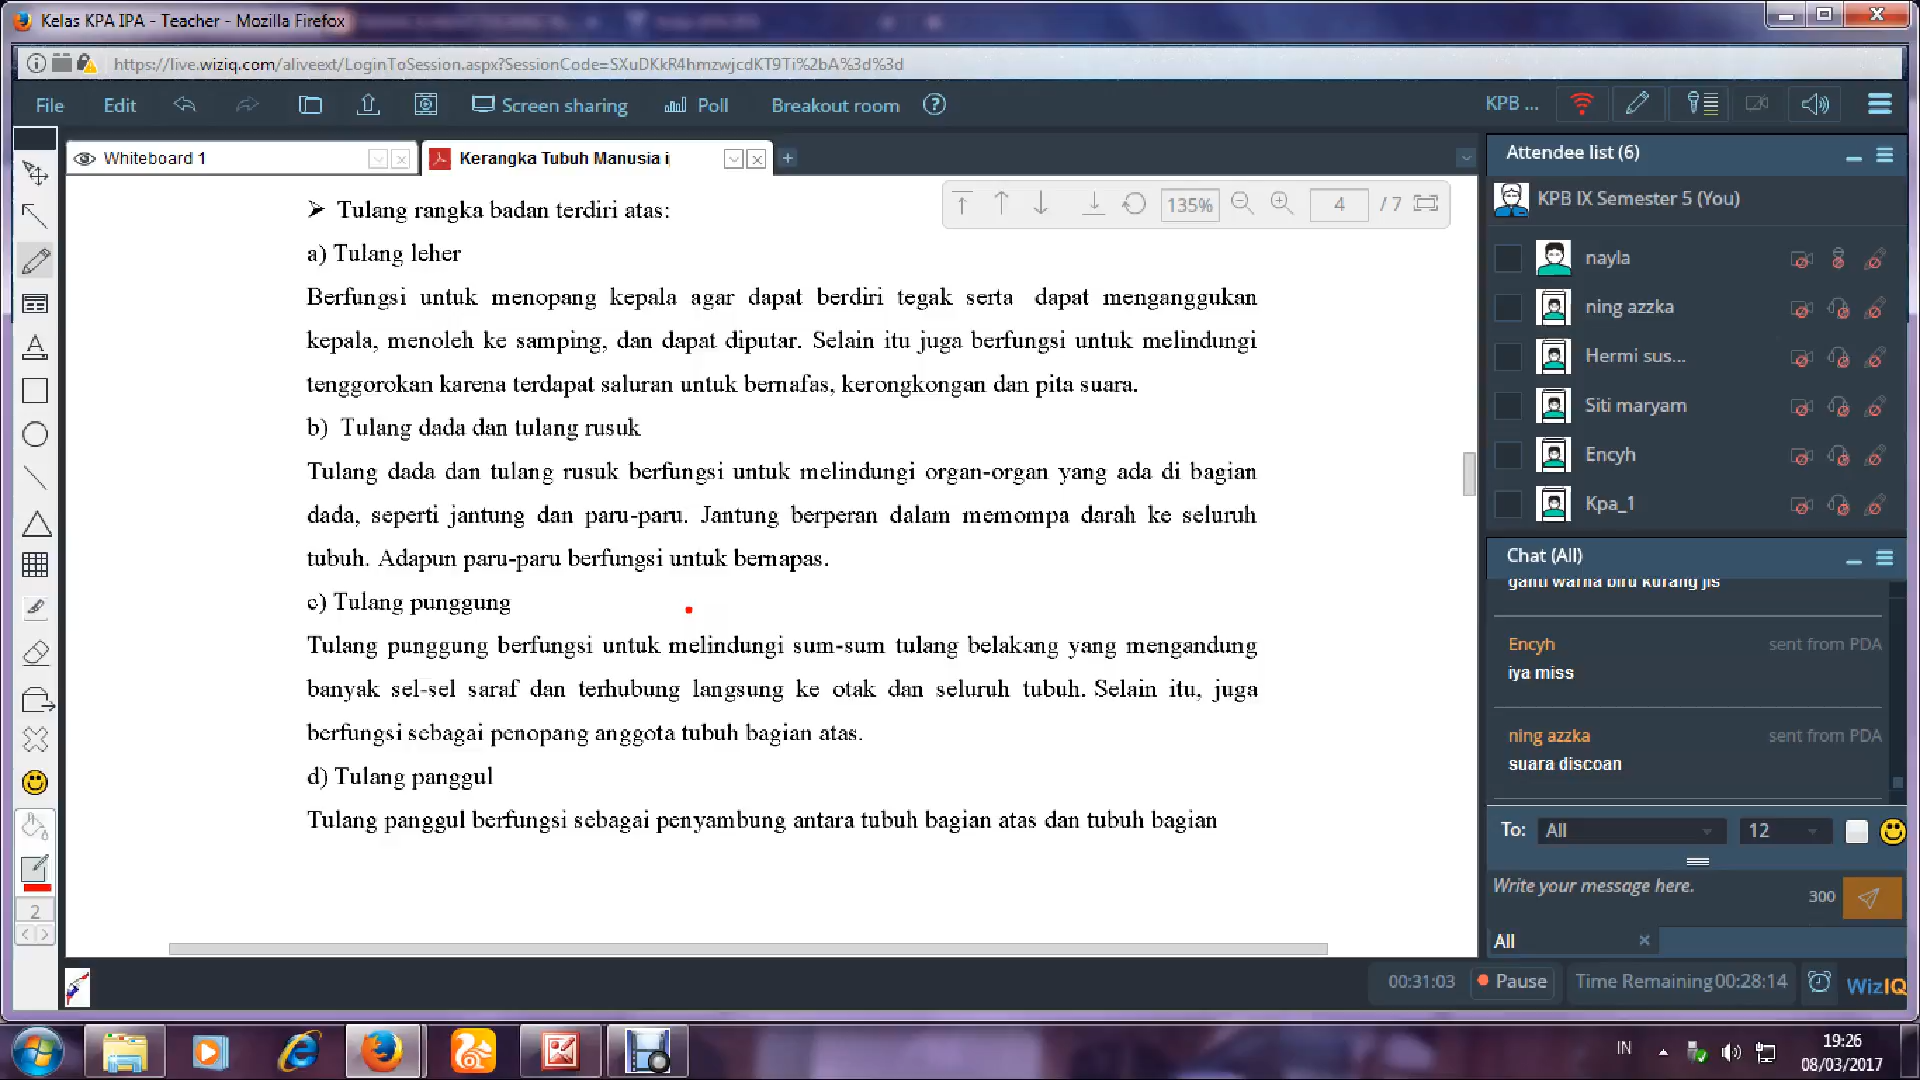 Kelas KPA IPA - Teacher - Mozilla Firefox
https://live.wiziq.com/aliveext/LoginToSession.aspx?SessionCode=SXuDKkR4hmzwjcdKT9Ti%2bA%3d%3d
File Edit Screen sharing Poll Breakout room KPB ...
Whiteboard 1 Kerangka Tubuh Manusia i
135% 4 / 7
Tulang rangka badan terdiri atas:
a) Tulang leher
Berfungsi untuk menopang kepala agar dapat berdiri tegak serta dapat menganggukan
kepala, menoleh ke samping, dan dapat diputar. Selain itu juga berfungsi untuk melindungi
tenggorokan karena terdapat saluran untuk bernafas, kerongkongan dan pita suara.
b) Tulang dada dan tulang rusuk
Tulang dada dan tulang rusuk berfungsi untuk melindungi organ-organ yang ada di bagian
dada, seperti jantung dan paru-paru. Jantung berperan dalam memompa darah ke seluruh
tubuh. Adapun paru-paru berfungsi untuk bernapas.
c) Tulang punggung
Tulang punggung berfungsi untuk melindungi sum-sum tulang belakang yang mengandung
banyak sel-sel saraf dan terhubung langsung ke otak dan seluruh tubuh. Selain itu, juga
berfungsi sebagai penopang anggota tubuh bagian atas.
d) Tulang panggul
Tulang panggul berfungsi sebagai penyambung antara tubuh bagian atas dan tubuh bagian
2
Attendee list (6)
KPB IX Semester 5 (You)
nayla
ning azzka
Hermi sus...
Siti maryam
Encyh
Kpa_1
Chat (All)
ganti warna biru kurang jls
Encyh sent from PDA
iya miss
ning azzka sent from PDA
suara discoan
To: All 12
Write your message here.
300
All
00:31:03 Pause Time Remaining 00:28:14 WizIQ
IN 19:26
08/03/2017